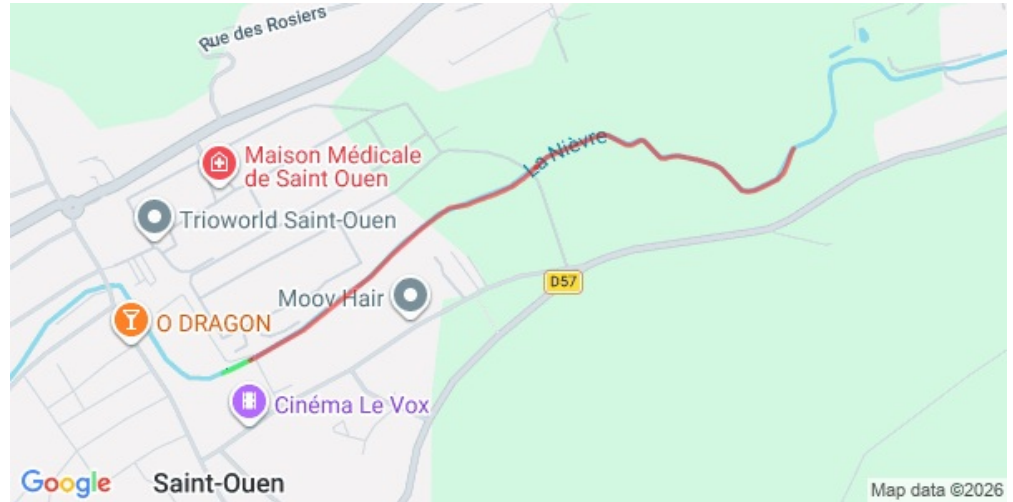 Rue des Rosiers
La Nièvre
Maison Médicale
de Saint Ouen
Trioworld Saint-Ouen
D57
Moov Hair
O DRAGON
Cinéma Le Vox
Google
Saint-Ouen
Map data ©2026